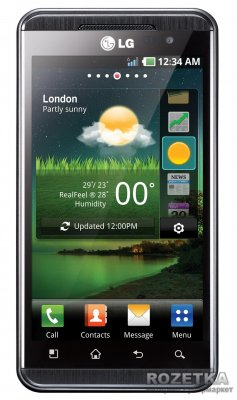 LG
12:34 AM
London
Partly sunny
NEWS
29°/ 23°
RealFeel ® 28°
Humidity
00°
Updated 12:00PM
Call
Contacts
Message
Menu
ROZETKA